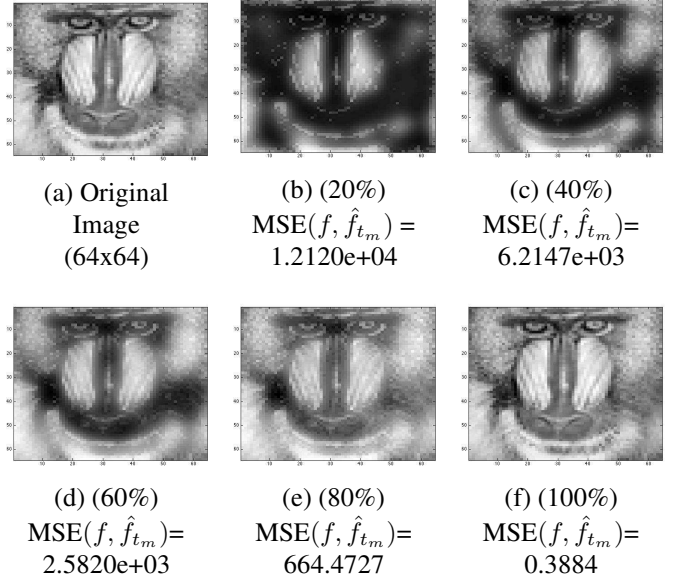 (a) Original
Image
(64x64)
(b) (20%)
MSE(f, f̂_{t_m}) =
1.2120e+04
(c) (40%)
MSE(f, f̂_{t_m})=
6.2147e+03
(d) (60%)
MSE(f, f̂_{t_m})=
2.5820e+03
(e) (80%)
MSE(f, f̂_{t_m})=
664.4727
(f) (100%)
MSE(f, f̂_{t_m})=
0.3884